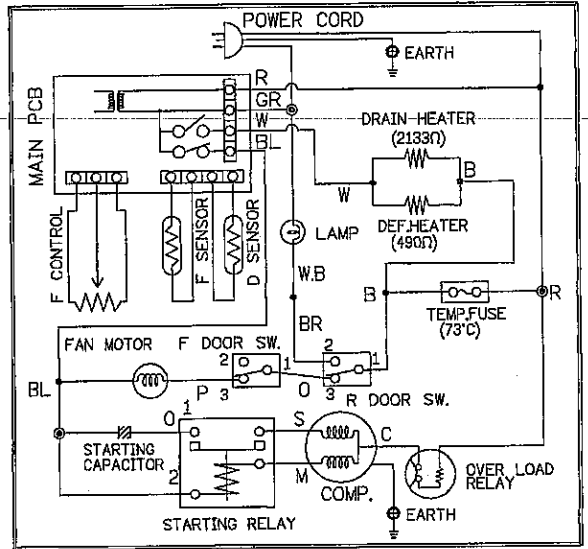 POWER CORD
EARTH
R
GR
W
BL
MAIN PCB
DRAIN HEATER
(2133Ω)
W
B
DEF.HEATER
(490Ω)
F CONTROL
F SENSOR
D SENSOR
LAMP
W.B
B
R
TEMP.FUSE
(73°C)
BR
FAN MOTOR
F DOOR SW.
2
1
3
2
1
3
BL
P
O
R DOOR SW.
O
1
S
C
STARTING
CAPACITOR
2
M
COMP.
OVER LOAD
RELAY
STARTING RELAY
EARTH